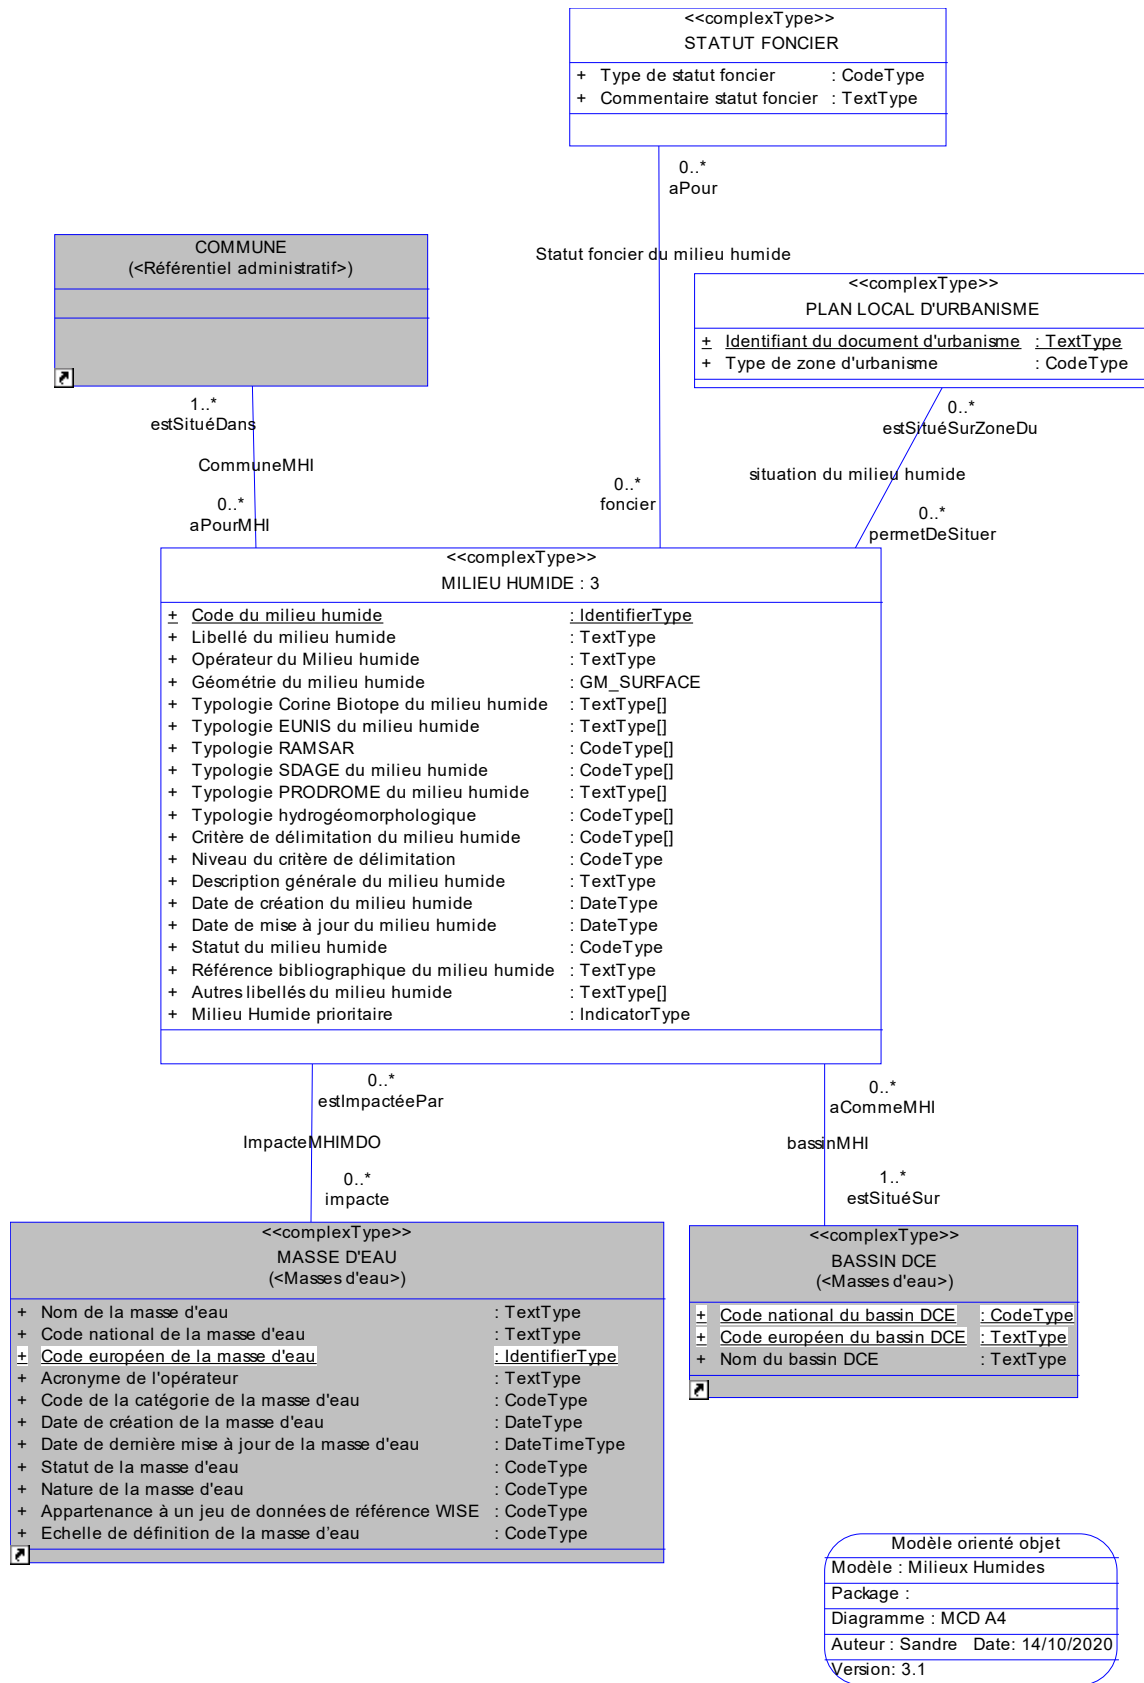 <<complexType>>
STATUT FONCIER
+ Type de statut foncier : CodeType
+ Commentaire statut foncier : TextType
0..*
aPour
Statut foncier du milieu humide
0..*
foncier
COMMUNE
(<Référentiel administratif>)
1..*
estSituéDans
CommuneMHI
0..*
aPourMHI
<<complexType>>
PLAN LOCAL D'URBANISME
+ Identifiant du document d'urbanisme : TextType
+ Type de zone d'urbanisme : CodeType
0..*
estSituéSurZoneDu
situation du milieu humide
0..*
permetDeSituer
<<complexType>>
MILIEU HUMIDE : 3
+ Code du milieu humide : IdentifierType
+ Libellé du milieu humide : TextType
+ Opérateur du Milieu humide : TextType
+ Géométrie du milieu humide : GM_SURFACE
+ Typologie Corine Biotope du milieu humide : TextType[]
+ Typologie EUNIS du milieu humide : TextType[]
+ Typologie RAMSAR : CodeType[]
+ Typologie SDAGE du milieu humide : CodeType[]
+ Typologie PRODROME du milieu humide : TextType[]
+ Typologie hydrogéomorphologique : CodeType[]
+ Critère de délimitation du milieu humide : CodeType[]
+ Niveau du critère de délimitation : CodeType
+ Description générale du milieu humide : TextType
+ Date de création du milieu humide : DateType
+ Date de mise à jour du milieu humide : DateType
+ Statut du milieu humide : CodeType
+ Référence bibliographique du milieu humide : TextType
+ Autres libellés du milieu humide : TextType[]
+ Milieu Humide prioritaire : IndicatorType
0..*
estImpactéePar
ImpacteMHIMDO
0..*
impacte
0..*
aCommeMHI
bassinMHI
1..*
estSituéSur
<<complexType>>
MASSE D'EAU
(<Masses d'eau>)
+ Nom de la masse d'eau : TextType
+ Code national de la masse d'eau : TextType
+ Code européen de la masse d'eau : IdentifierType
+ Acronyme de l'opérateur : TextType
+ Code de la catégorie de la masse d'eau : CodeType
+ Date de création de la masse d'eau : DateType
+ Date de dernière mise à jour de la masse d'eau : DateTimeType
+ Statut de la masse d'eau : CodeType
+ Nature de la masse d'eau : CodeType
+ Appartenance à un jeu de données de référence WISE : CodeType
+ Echelle de définition de la masse d’eau : CodeType
<<complexType>>
BASSIN DCE
(<Masses d'eau>)
+ Code national du bassin DCE : CodeType
+ Code européen du bassin DCE : TextType
+ Nom du bassin DCE : TextType
Modèle orienté objet
Modèle : Milieux Humides
Package :
Diagramme : MCD A4
Auteur : Sandre Date: 14/10/2020
Version: 3.1